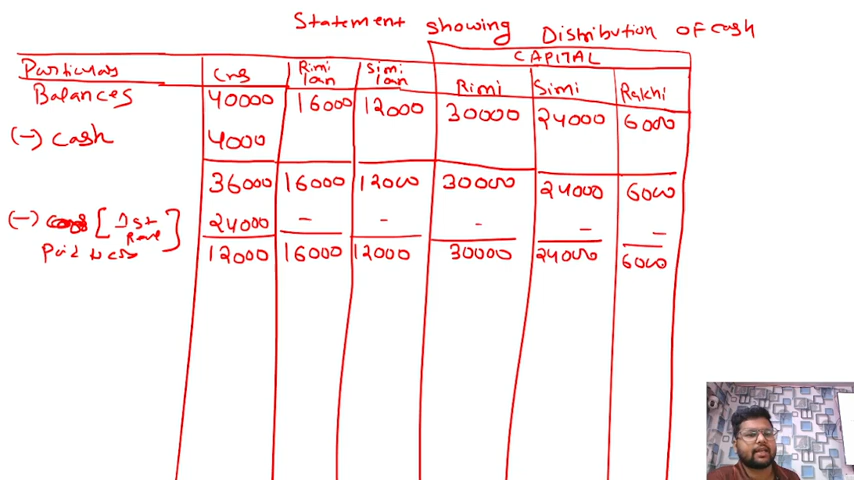 Statement showing Distribution of cash
CAPITAL
Particulars Crs Rimi loan Simi loan Rimi Simi Rakhi
Balances 40000 16000 12000 30000 24000 6000
(-) Cash 4000
36000 16000 12000 30000 24000 6000
(-) [1st 24000 - - - - -
Paid to crs 12000 16000 12000 30000 24000 6000